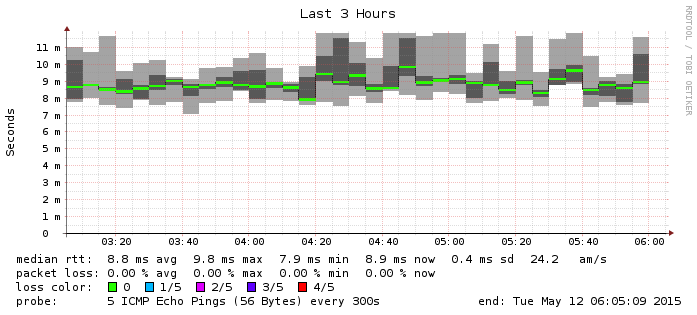 Last 3 Hours
RRDTOOL / TOBI OETIKER
Seconds
11 m
10 m
9 m
8 m
7 m
6 m
5 m
4 m
3 m
2 m
1 m
0
03:20 03:40 04:00 04:20 04:40 05:00 05:20 05:40 06:00
median rtt: 8.8 ms avg 9.8 ms max 7.9 ms min 8.9 ms now 0.4 ms sd 24.2 am/s
packet loss: 0.00 % avg 0.00 % max 0.00 % min 0.00 % now
loss color: 0 1/5 2/5 3/5 4/5
probe: 5 ICMP Echo Pings (56 Bytes) every 300s end: Tue May 12 06:05:09 2015